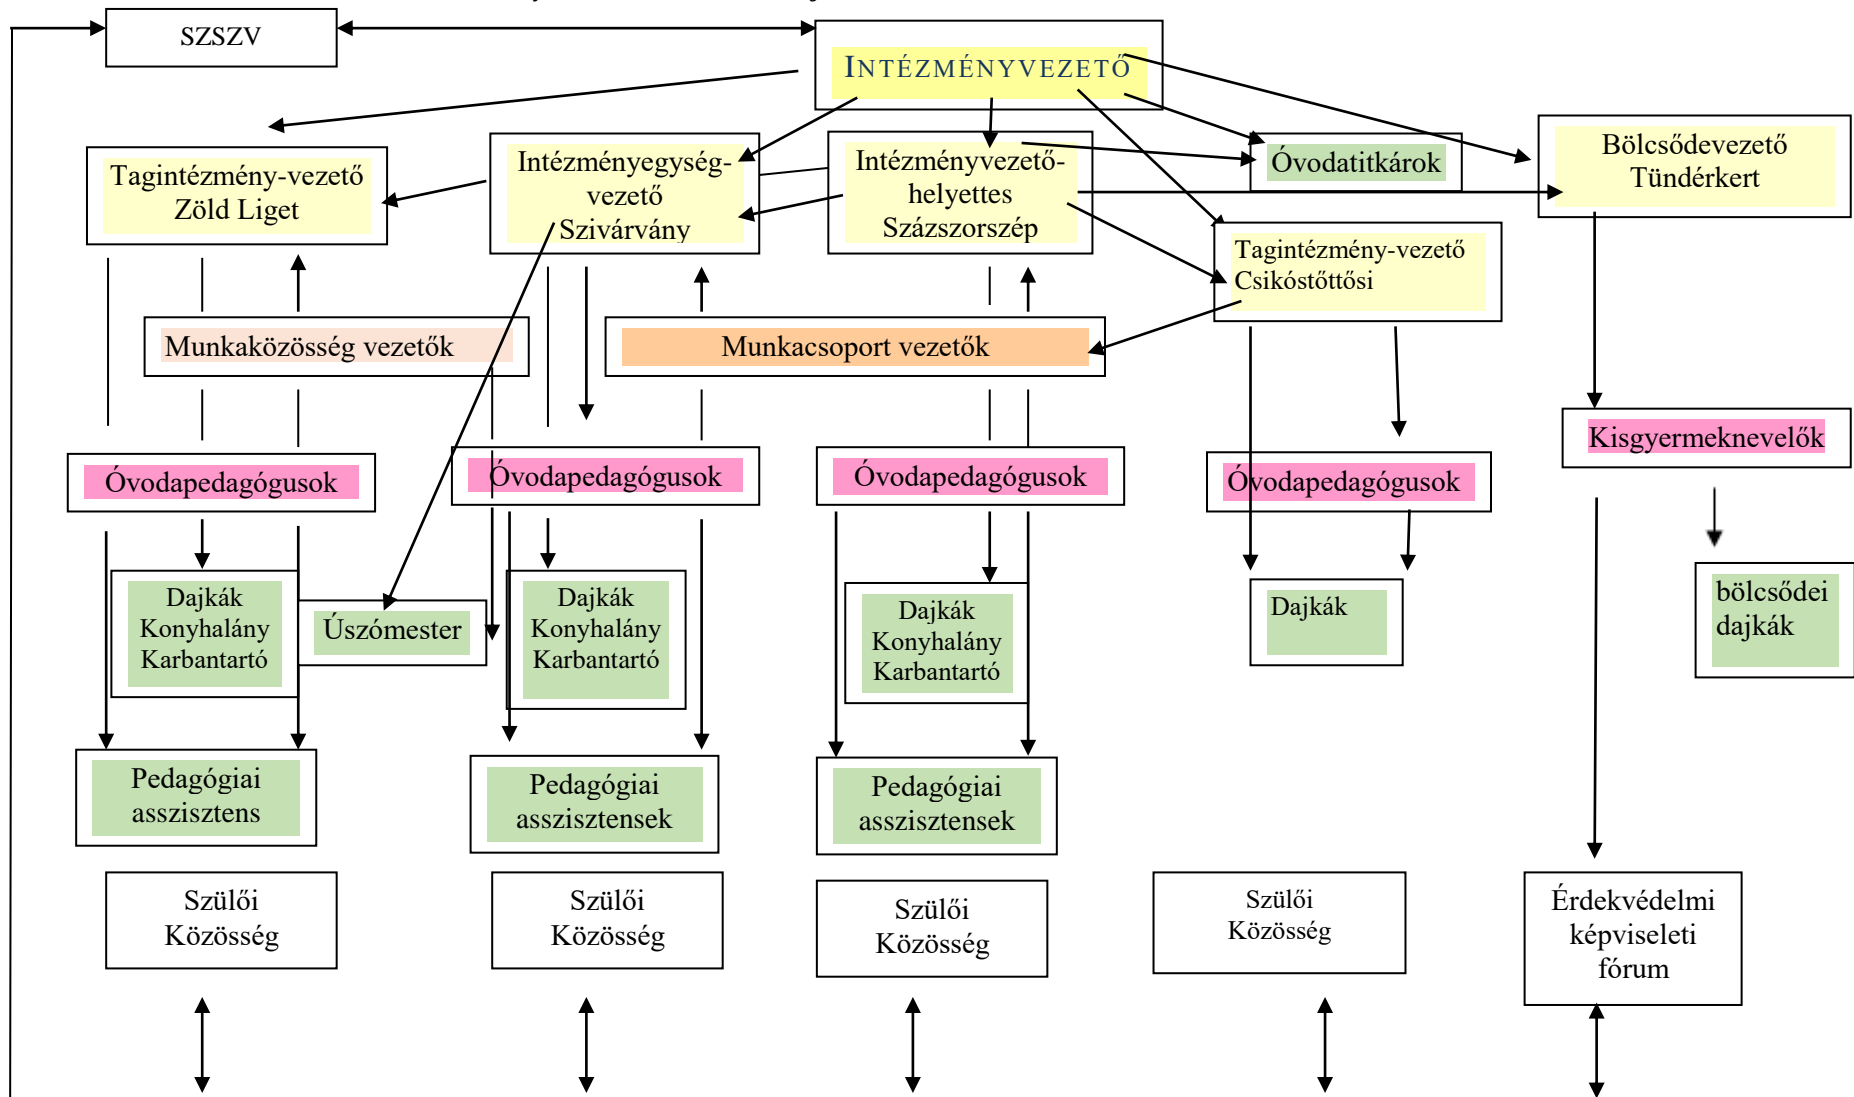 SZSZV
INTÉZMÉNYVEZETŐ
Tagintézmény-vezető
Zöld Liget
Intézményegység-
vezető
Szivárvány
Intézményvezető-
helyettes
Százszorszép
Óvodatitkárok
Bölcsődevezető
Tündérkert
Tagintézmény-vezető
Csikóstőttősi
Munkaközösség vezetők
Munkacsoport vezetők
Kisgyermeknevelők
Óvodapedagógusok
Óvodapedagógusok
Óvodapedagógusok
Óvodapedagógusok
Dajkák
Konyhalány
Karbantartó
Úszómester
Dajkák
Konyhalány
Karbantartó
Dajkák
Konyhalány
Karbantartó
Dajkák
bölcsődei
dajkák
Pedagógiai
asszisztens
Pedagógiai
asszisztensek
Pedagógiai
asszisztensek
Szülői
Közösség
Szülői
Közösség
Szülői
Közösség
Szülői
Közösség
Érdekvédelmi
képviseleti
fórum